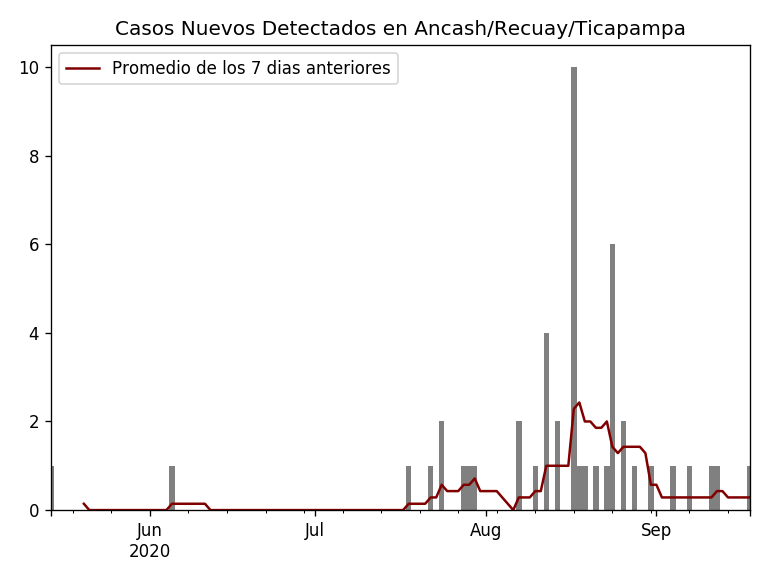 Casos Nuevos Detectados en Ancash/Recuay/Ticapampa
Promedio de los 7 dias anteriores
10
8
6
4
2
0
Jun
2020
Jul
Aug
Sep